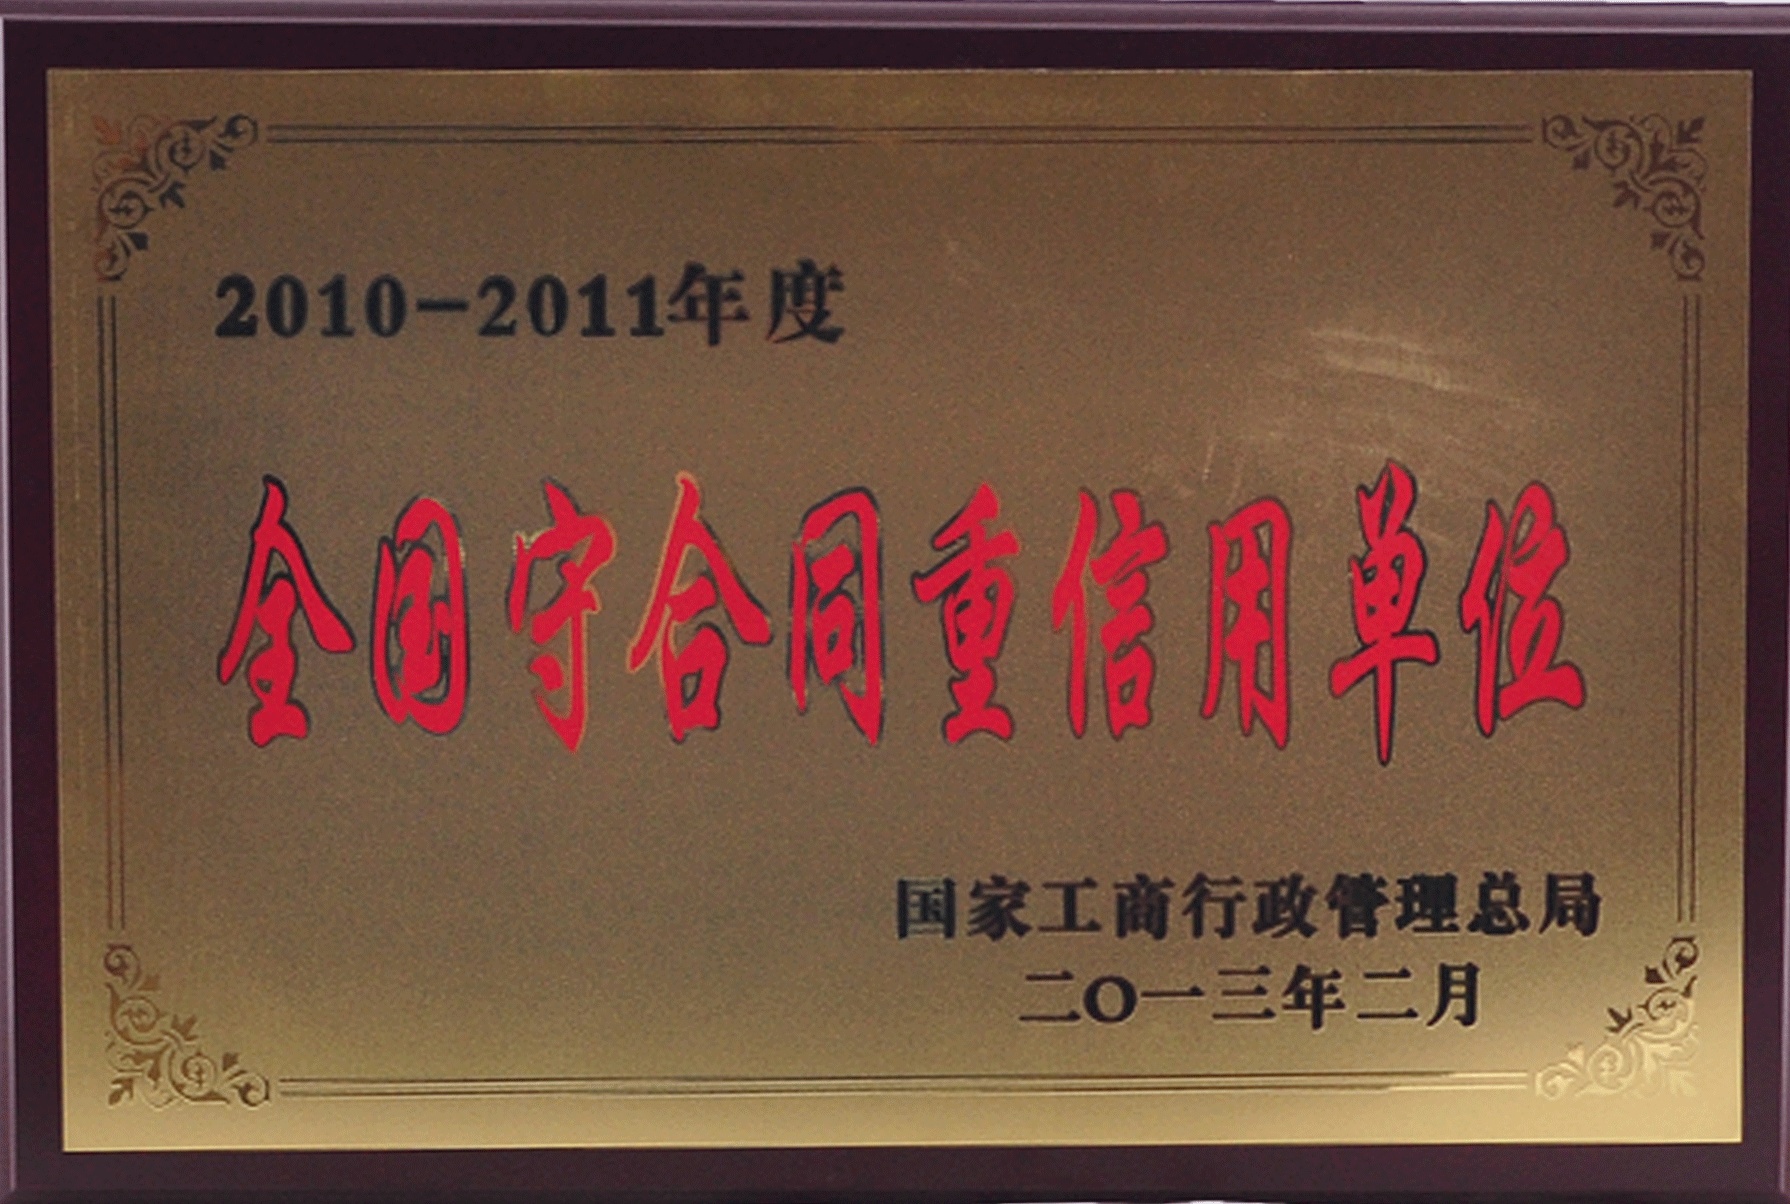 2010-2011年度
全国守合同重信用单位
国家工商行政管理总局
二〇一三年二月